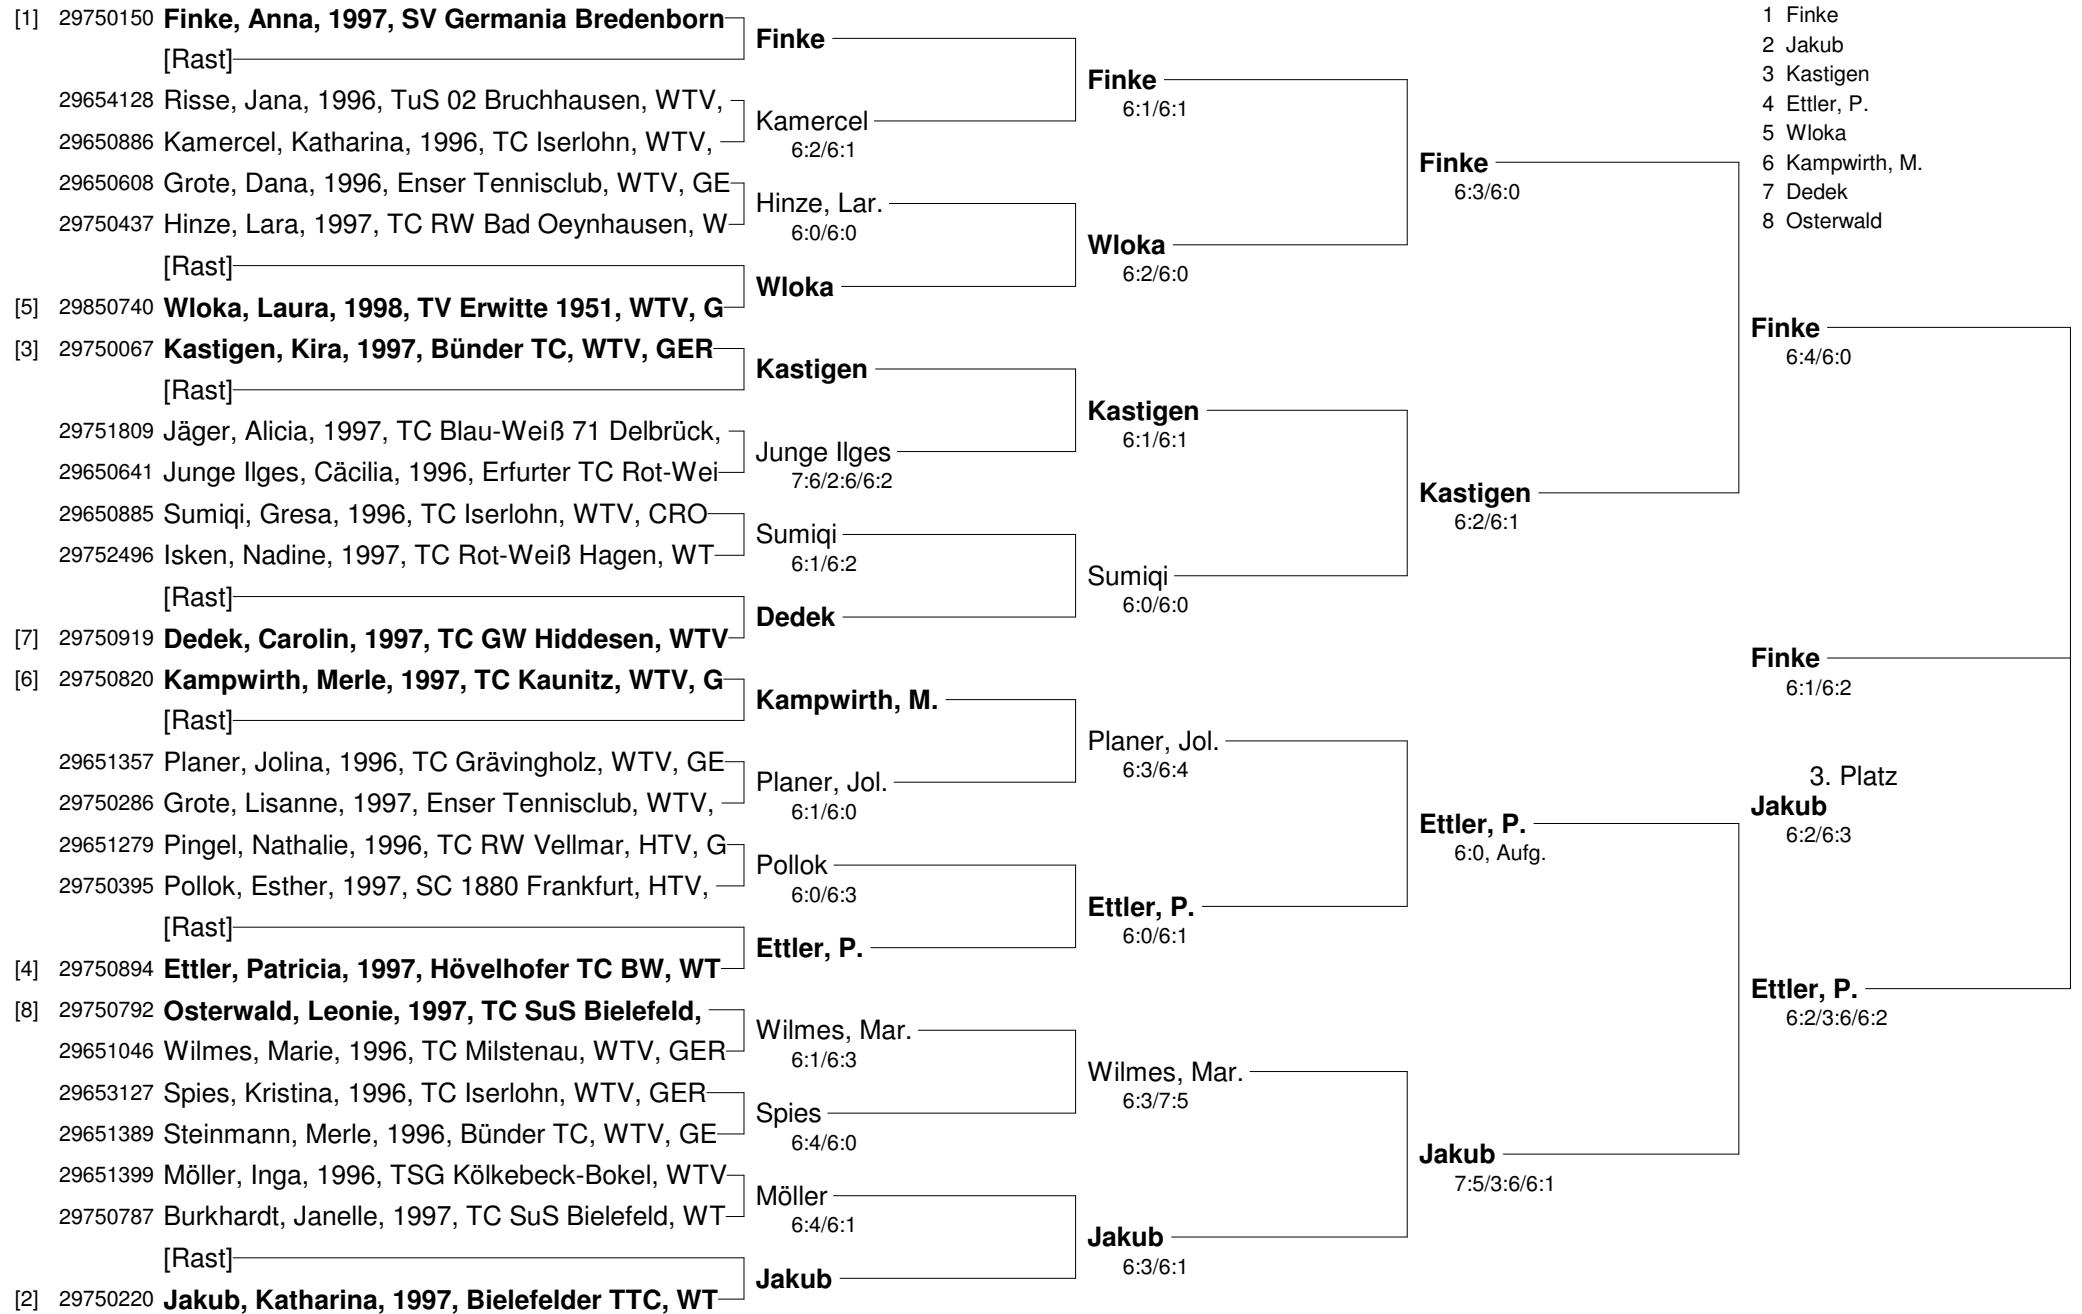 [1] 29750150 Finke, Anna, 1997, SV Germania Bredenborn
[Rast]
29654128 Risse, Jana, 1996, TuS 02 Bruchhausen, WTV,
29650886 Kamercel, Katharina, 1996, TC Iserlohn, WTV,
29650608 Grote, Dana, 1996, Enser Tennisclub, WTV, GE
29750437 Hinze, Lara, 1997, TC RW Bad Oeynhausen, W
[Rast]
[5] 29850740 Wloka, Laura, 1998, TV Erwitte 1951, WTV, G
[3] 29750067 Kastigen, Kira, 1997, Bünder TC, WTV, GER
[Rast]
29751809 Jäger, Alicia, 1997, TC Blau-Weiß 71 Delbrück,
29650641 Junge Ilges, Cäcilia, 1996, Erfurter TC Rot-Wei
29650885 Sumiqi, Gresa, 1996, TC Iserlohn, WTV, CRO
29752496 Isken, Nadine, 1997, TC Rot-Weiß Hagen, WT
[Rast]
[7] 29750919 Dedek, Carolin, 1997, TC GW Hiddesen, WTV
[6] 29750820 Kampwirth, Merle, 1997, TC Kaunitz, WTV, G
[Rast]
29651357 Planer, Jolina, 1996, TC Grävingholz, WTV, GE
29750286 Grote, Lisanne, 1997, Enser Tennisclub, WTV,
29651279 Pingel, Nathalie, 1996, TC RW Vellmar, HTV, G
29750395 Pollok, Esther, 1997, SC 1880 Frankfurt, HTV,
[Rast]
[4] 29750894 Ettler, Patricia, 1997, Hövelhofer TC BW, WT
[8] 29750792 Osterwald, Leonie, 1997, TC SuS Bielefeld,
29651046 Wilmes, Marie, 1996, TC Milstenau, WTV, GER
29653127 Spies, Kristina, 1996, TC Iserlohn, WTV, GER
29651389 Steinmann, Merle, 1996, Bünder TC, WTV, GE
29651399 Möller, Inga, 1996, TSG Kölkebeck-Bokel, WTV
29750787 Burkhardt, Janelle, 1997, TC SuS Bielefeld, WT
[Rast]
[2] 29750220 Jakub, Katharina, 1997, Bielefelder TTC, WT
Finke
Kamercel
6:2/6:1
Hinze, Lar.
6:0/6:0
Wloka
Kastigen
Junge Ilges
7:6/2:6/6:2
Sumiqi
6:1/6:2
Dedek
Kampwirth, M.
Planer, Jol.
6:1/6:0
Pollok
6:0/6:3
Ettler, P.
Wilmes, Mar.
6:1/6:3
Spies
6:4/6:0
Möller
6:4/6:1
Jakub
Finke
6:1/6:1
Wloka
6:2/6:0
Kastigen
6:1/6:1
Sumiqi
6:0/6:0
Planer, Jol.
6:3/6:4
Ettler, P.
6:0/6:1
Wilmes, Mar.
6:3/7:5
Jakub
6:3/6:1
Finke
6:3/6:0
Kastigen
6:2/6:1
Ettler, P.
6:0, Aufg.
Jakub
7:5/3:6/6:1
1 Finke
2 Jakub
3 Kastigen
4 Ettler, P.
5 Wloka
6 Kampwirth, M.
7 Dedek
8 Osterwald
Finke
6:4/6:0
Finke
6:1/6:2
3. Platz
Jakub
6:2/6:3
Ettler, P.
6:2/3:6/6:2